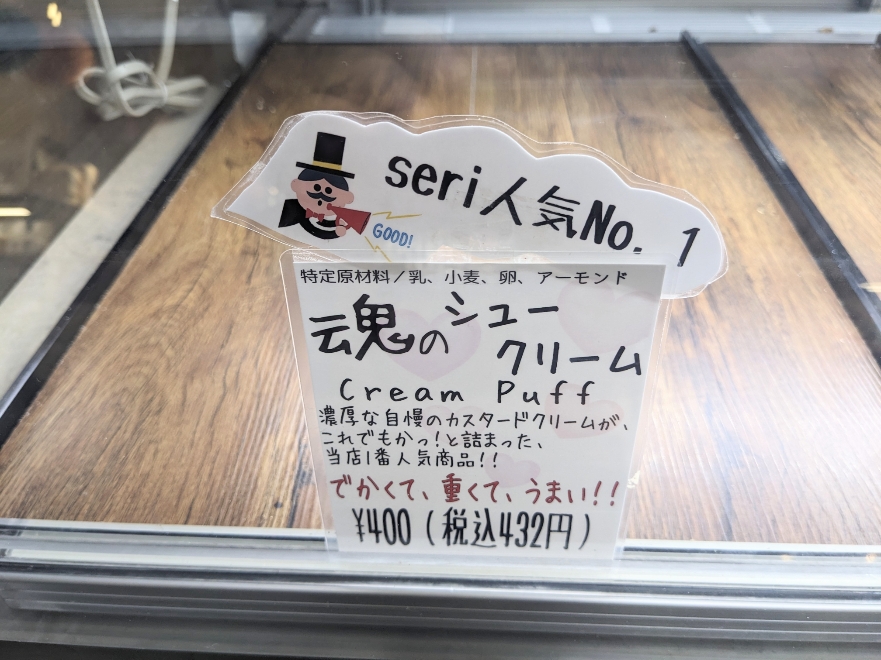 seri人気No. 1
GOOD!
特定原材料/乳、小麦、卵、アーモンド
魂のシュー
クリーム
Cream Puff
濃厚な自慢のカスタードクリームが、
これでもかっ!と詰まった、
当店1番人気商品!!
でかくて、重くて、うまい!!
¥400(税込432円)